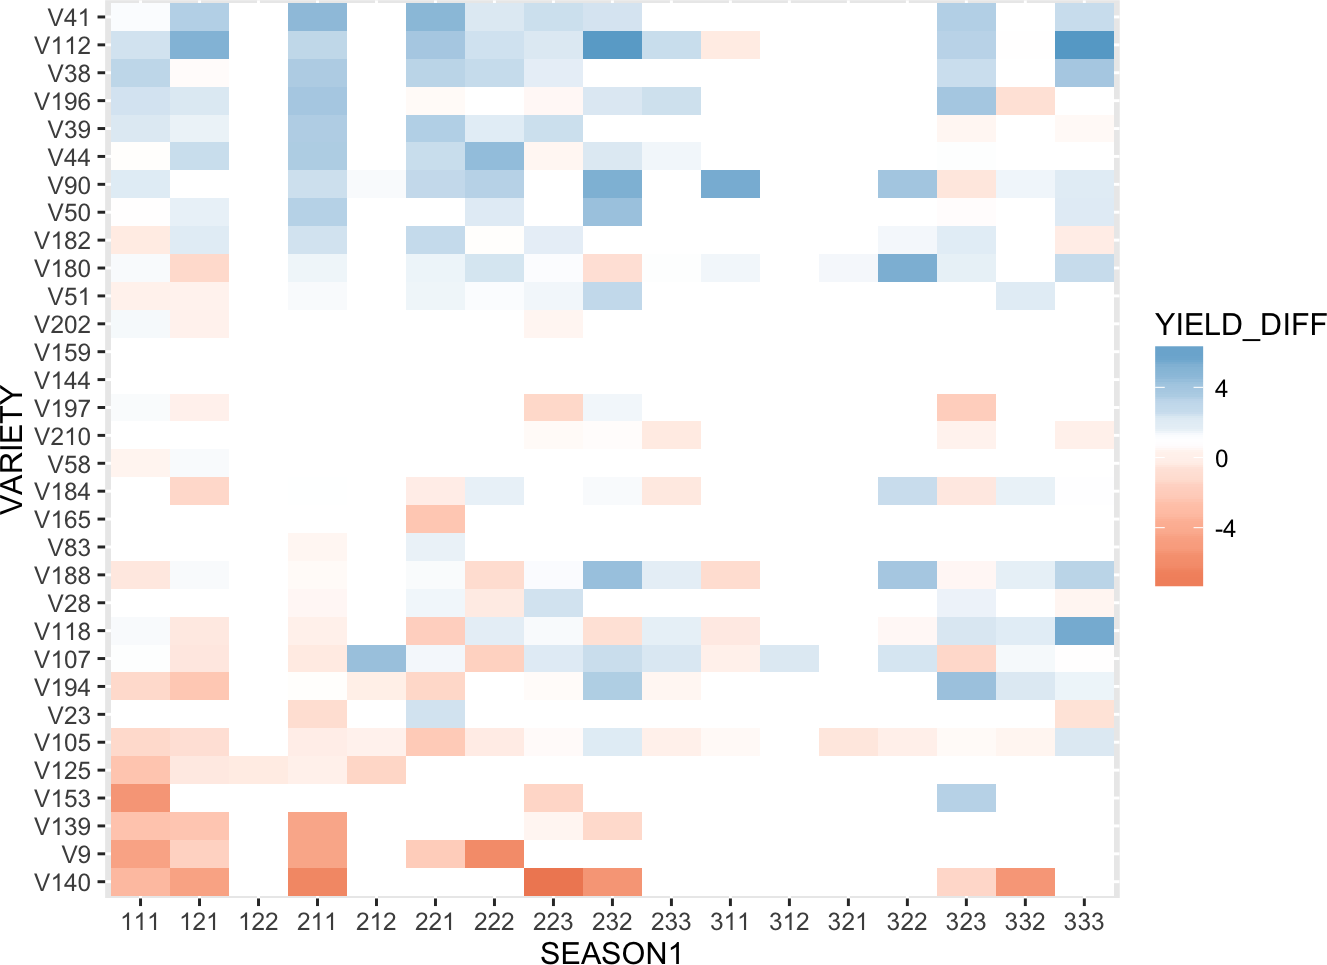 V41
V112
V38
V196
V39
V44
V90
V50
V182
V180
V51
V202
V159
V144
V197
V210
V58
V184
V165
V83
V188
V28
V118
V107
V194
V23
V105
V125
V153
V139
V9
V140
VARIETY
111 121 122 211 212 221 222 223 232 233 311 312 321 322 323 332 333
SEASON1
YIELD_DIFF
4
0
-4